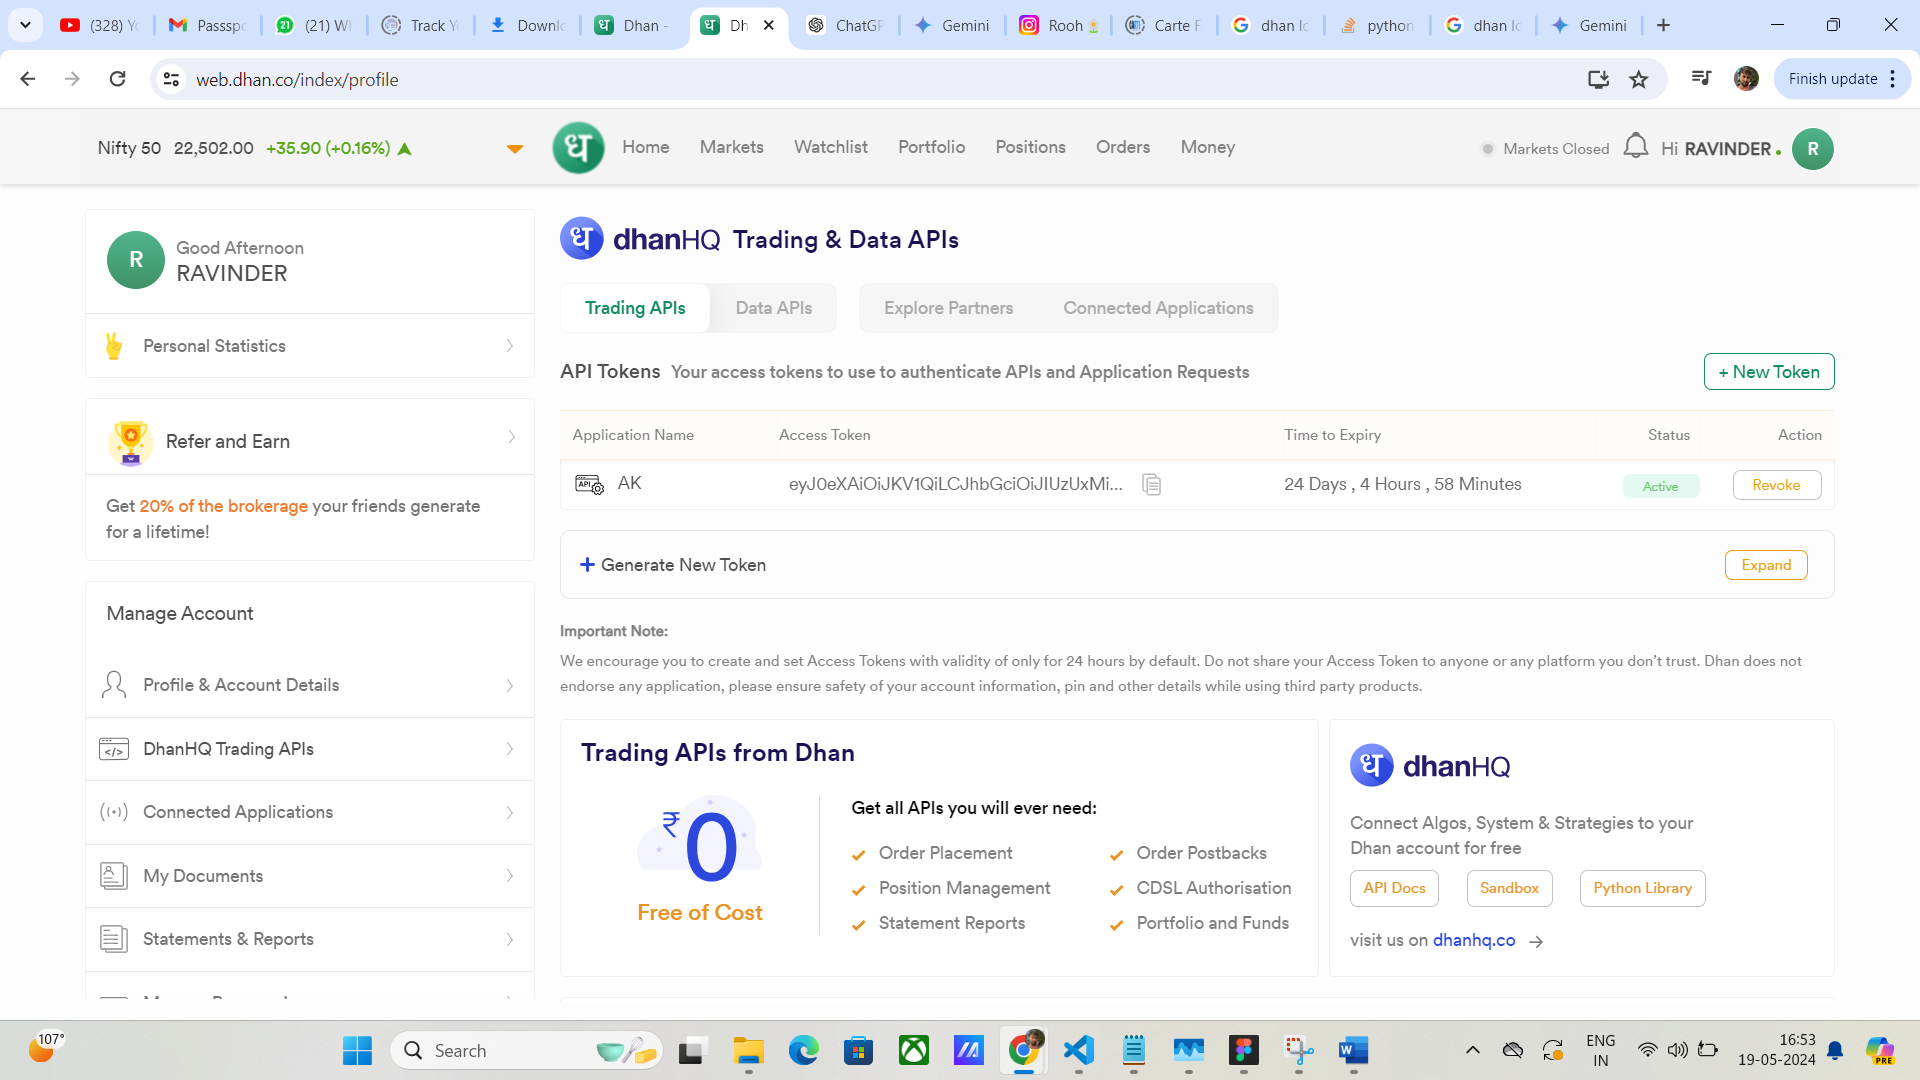 (328) Yo
Passspo
(21) Wh
Track Yo
Downlo
Dhan -
Dh
ChatGP
Gemini
Rooh
Carte F
dhan lo
python
dhan lo
Gemini
web.dhan.co/index/profile
Finish update
Nifty 50 22,502.00 +35.90 (+0.16%)
ध
Home
Markets
Watchlist
Portfolio
Positions
Orders
Money
Markets Closed
Hi RAVINDER
R
R
Good Afternoon
RAVINDER
Personal Statistics
Refer and Earn
Get 20% of the brokerage your friends generate
for a lifetime!
Manage Account
Profile & Account Details
DhanHQ Trading APIs
Connected Applications
My Documents
Statements & Reports
ध dhanHQ Trading & Data APIs
Trading APIs
Data APIs
Explore Partners
Connected Applications
API Tokens Your access tokens to use to authenticate APIs and Application Requests
+ New Token
Application Name
Access Token
Time to Expiry
Status
Action
API
AK
eyJ0eXAiOiJKV1QiLCJhbGciOiJIUzUxMi...
24 Days , 4 Hours , 58 Minutes
Active
Revoke
+ Generate New Token
Expand
Important Note:
We encourage you to create and set Access Tokens with validity of only for 24 hours by default. Do not share your Access Token to anyone or any platform you don't trust. Dhan does not
endorse any application, please ensure safety of your account information, pin and other details while using third party products.
Trading APIs from Dhan
₹0
Free of Cost
Get all APIs you will ever need:
Order Placement
Order Postbacks
Position Management
CDSL Authorisation
Statement Reports
Portfolio and Funds
ध dhanHQ
Connect Algos, System & Strategies to your
Dhan account for free
API Docs
Sandbox
Python Library
visit us on dhanhq.co →
107°
Search
ENG
IN
16:53
19-05-2024
PRE